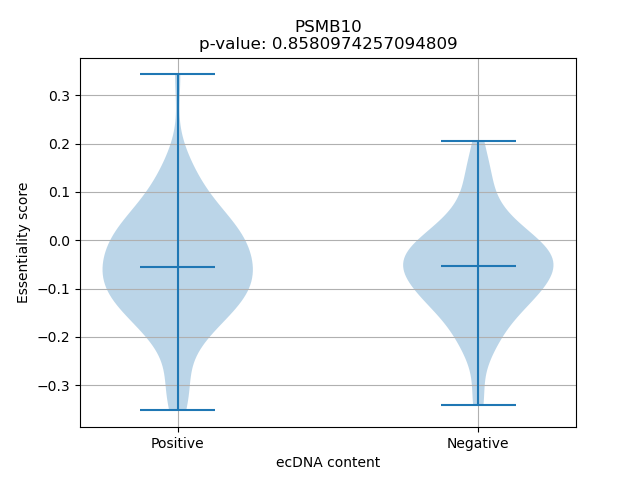 PSMB10
p-value: 0.8580974257094809
Essentiality score
0.3
0.2
0.1
0.0
−0.1
−0.2
−0.3
Positive
Negative
ecDNA content